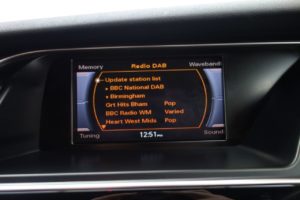 Radio DAB
Memory Waveband
Update station list
BBC National DAB
Birmingham
Grt Hits Bham Pop
BBC Radio WM Varied
Heart West Mids Pop
Tuning Sound
12:51PM